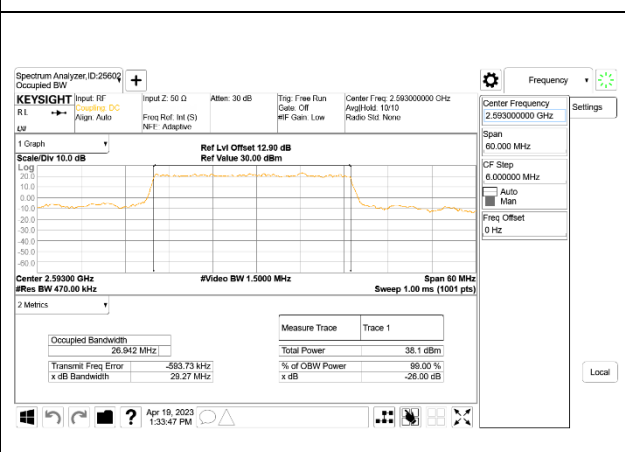 Spectrum Analyzer,ID:25602
Occupied BW
+
Frequency
KEYSIGHT
R L
Input: RF
Coupling: DC
Align: Auto
Input Z: 50 Ω
Freq Ref: Int (S)
NFE: Adaptive
Atten: 30 dB
Trig: Free Run
Gate: Off
#IF Gain: Low
Center Freq: 2.593000000 GHz
Avg|Hold: 10/10
Radio Std: None
Center Frequency
2.593000000 GHz
Settings
Span
60.000 MHz
CF Step
6.000000 MHz
Auto
Man
Freq Offset
0 Hz
1 Graph
Scale/Div 10.0 dB
Ref Lvl Offset 12.90 dB
Ref Value 30.00 dBm
Log
20.0
10.0
0.00
-10.0
-20.0
-30.0
-40.0
-50.0
-60.0
Center 2.59300 GHz
#Res BW 470.00 kHz
#Video BW 1.5000 MHz
Span 60 MHz
Sweep 1.00 ms (1001 pts)
2 Metrics
Occupied Bandwidth
26.942 MHz
Transmit Freq Error -593.73 kHz
x dB Bandwidth 29.27 MHz
Measure Trace Trace 1
Total Power 38.1 dBm
% of OBW Power 99.00 %
x dB -26.00 dB
Local
?
Apr 19, 2023
1:33:47 PM